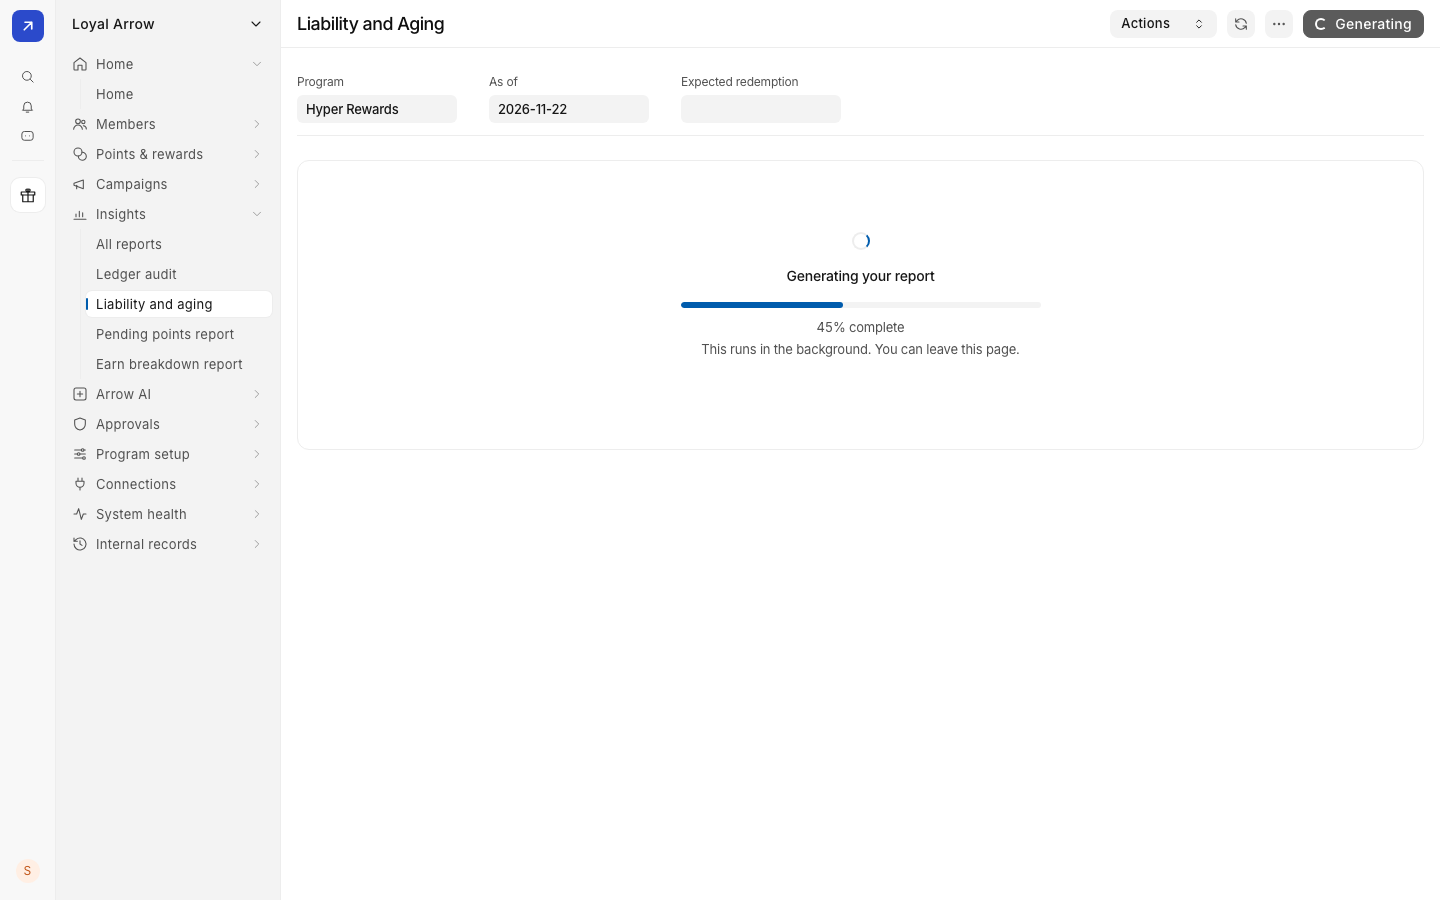 Loyal Arrow
Home
Home
Members
Points & rewards
Campaigns
Insights
All reports
Ledger audit
Liability and aging
Pending points report
Earn breakdown report
Arrow AI
Approvals
Program setup
Connections
System health
Internal records
S
Liability and Aging
Actions
Generating
Program
As of
Expected redemption
Hyper Rewards
2026-11-22
Generating your report
45% complete
This runs in the background. You can leave this page.